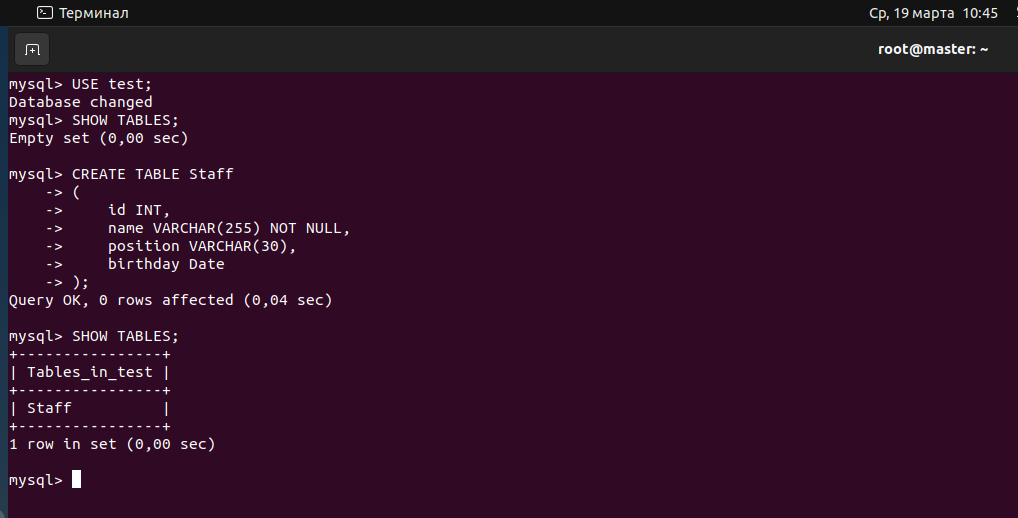 Терминал
Ср, 19 марта 10:45
root@master: ~
mysql> USE test;
Database changed
mysql> SHOW TABLES;
Empty set (0,00 sec)
mysql> CREATE TABLE Staff
    -> (
    ->     id INT,
    ->     name VARCHAR(255) NOT NULL,
    ->     position VARCHAR(30),
    ->     birthday Date
    -> );
Query OK, 0 rows affected (0,04 sec)
mysql> SHOW TABLES;
+----------------+
| Tables_in_test |
+----------------+
| Staff          |
+----------------+
1 row in set (0,00 sec)
mysql>